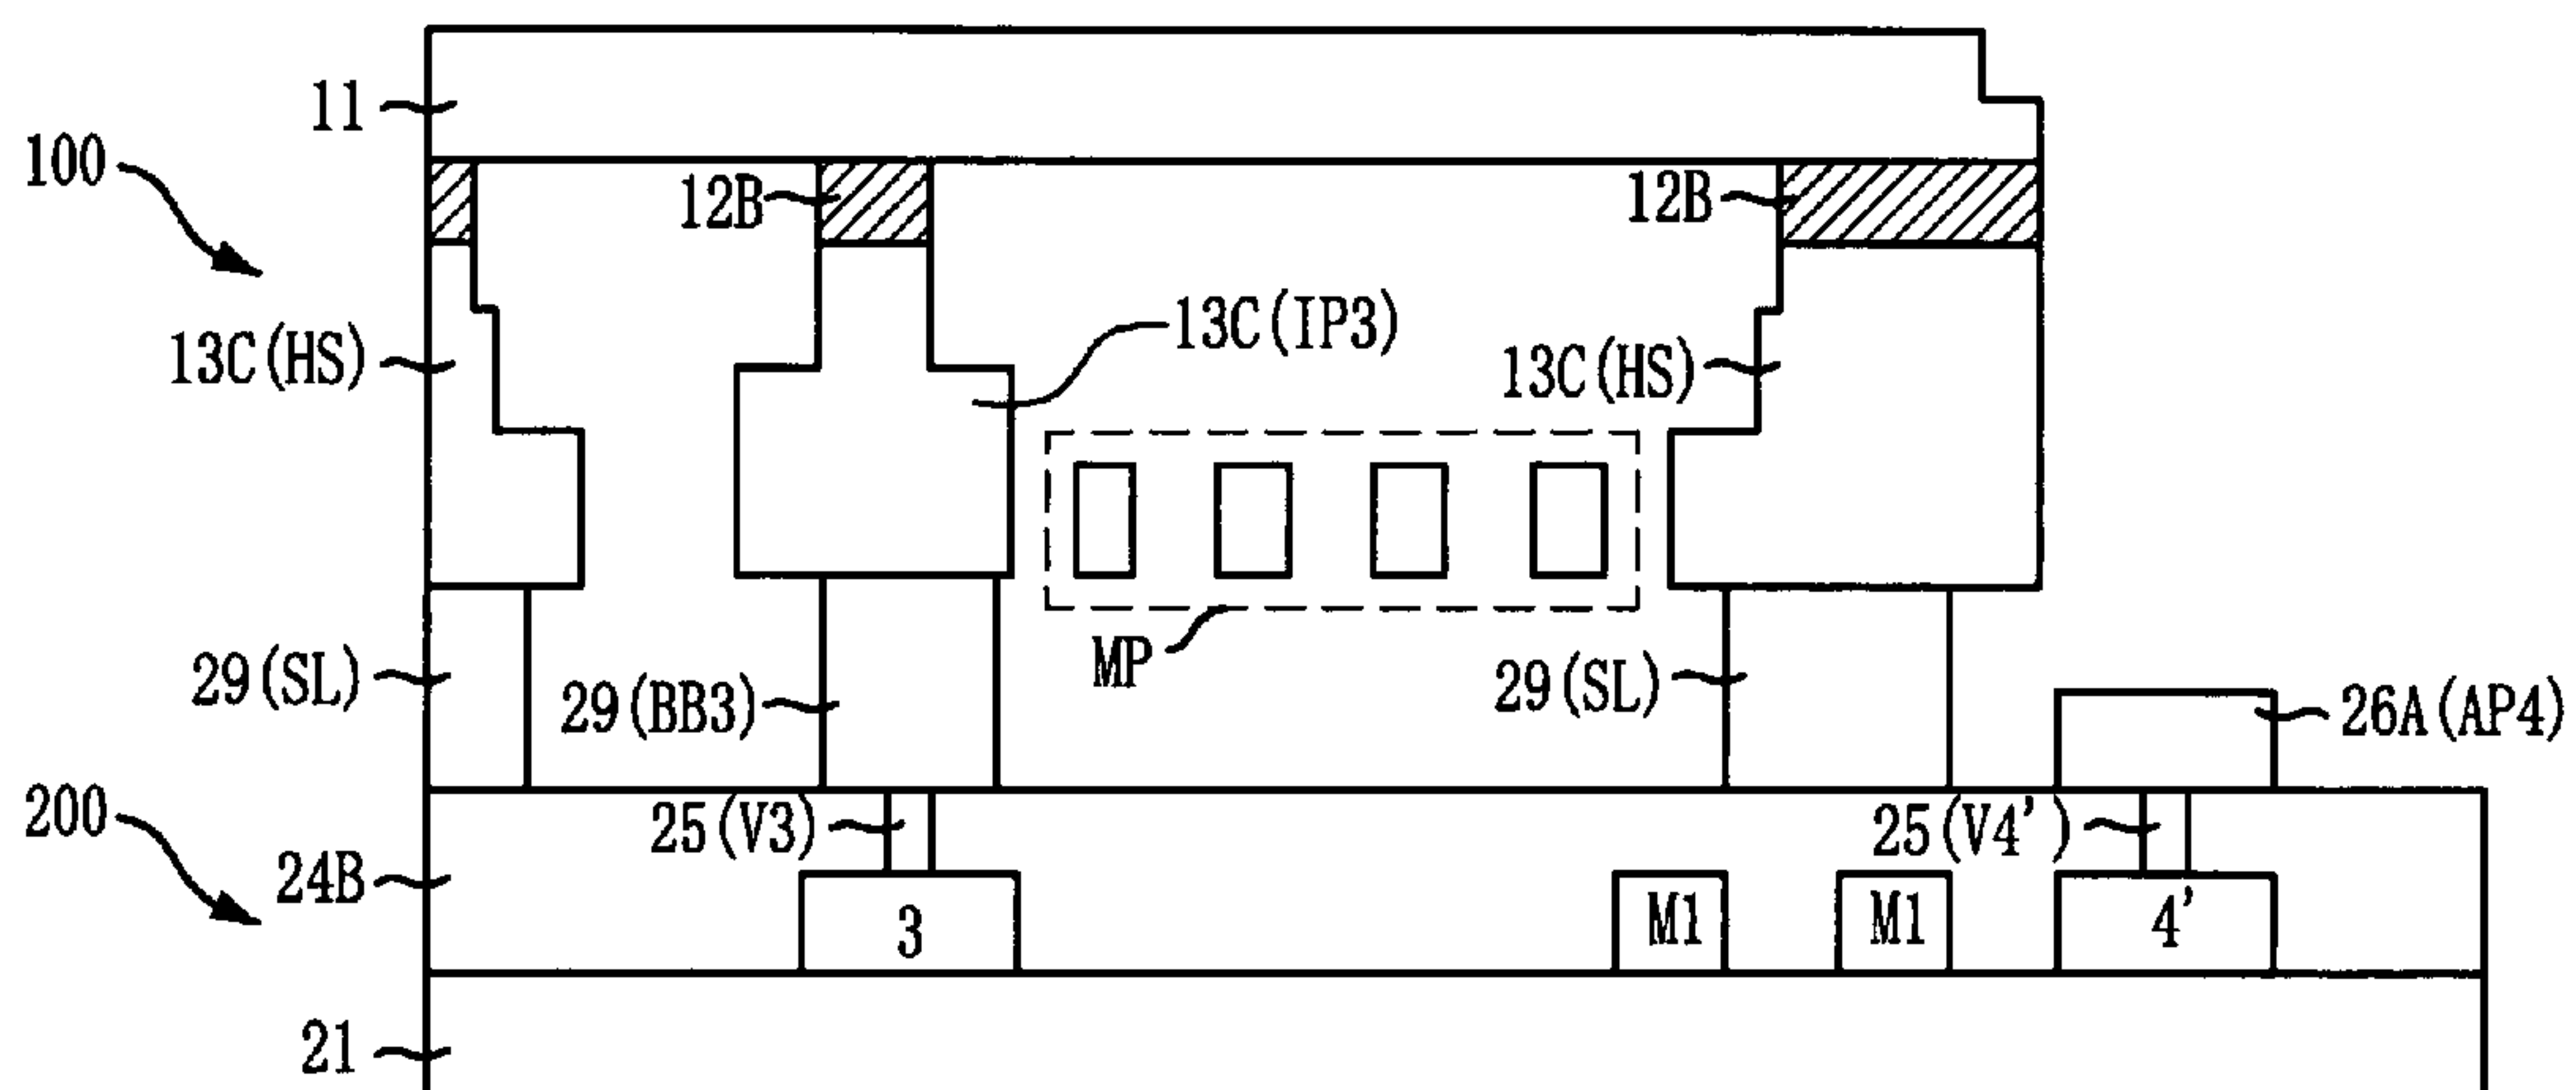 11
100
12B
12B
13C(IP3)
13C(HS)
13C(HS)
MP
29(SL)
29(BB3)
29(SL)
26A(AP4)
200
25(V3)
25(V4')
24B
3
M1
M1
4'
21